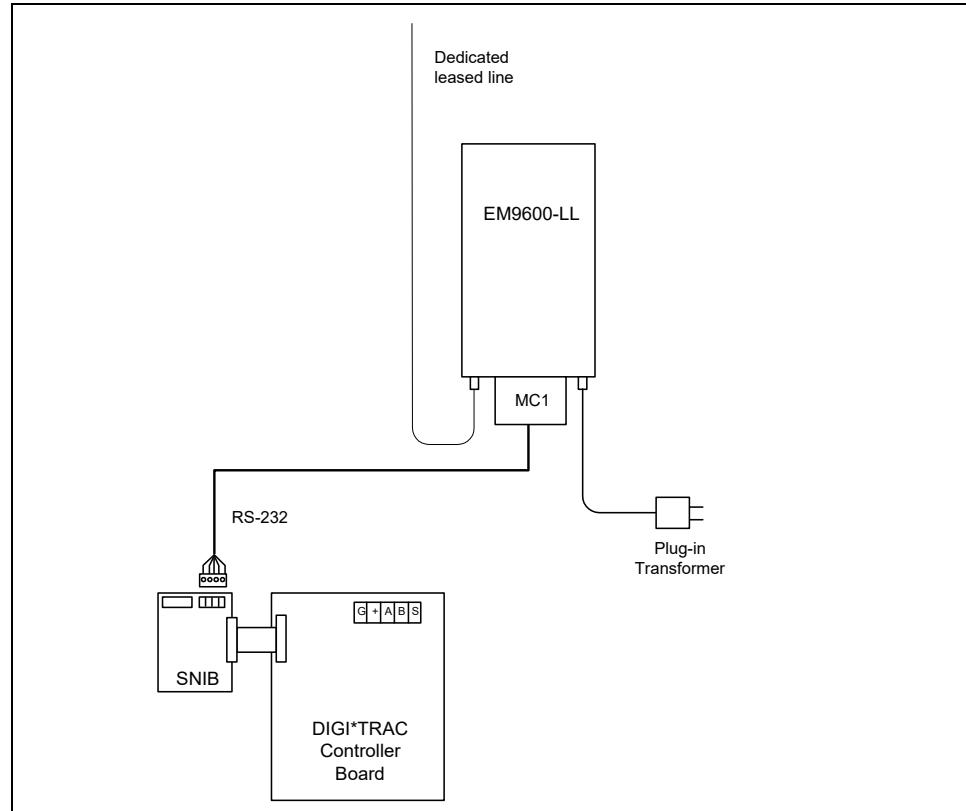 Dedicated
leased line
EM9600-LL
MC1
RS-232
Plug-in
Transformer
G + A B S
SNIB
DIGI*TRAC
Controller
Board